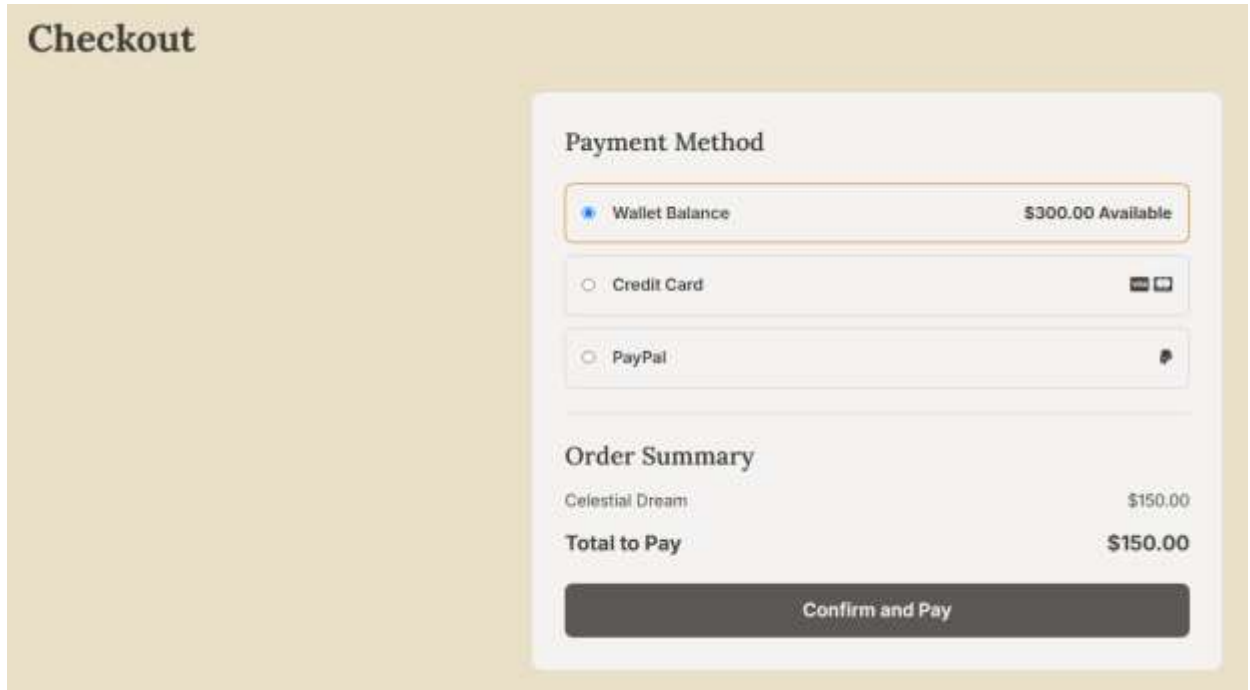 Checkout
Payment Method
Wallet Balance $300.00 Available
Credit Card VISA
PayPal
Order Summary
Celestial Dream $150.00
Total to Pay $150.00
Confirm and Pay